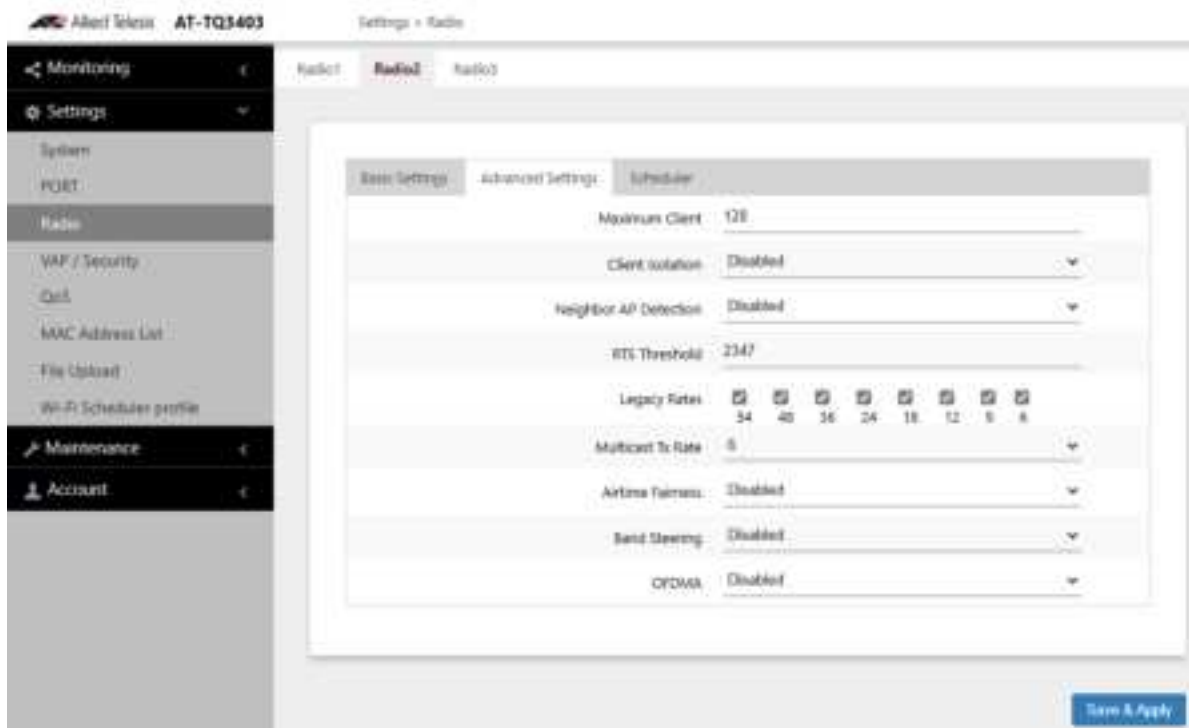 Allied Telesis AT-TQ5403 Settings > Radio
Monitoring
Radio1 Radio2 Radio3
Settings
System
PORT
Radio
VAP / Security
QoS
MAC Address List
File Upload
Wi-Fi Scheduler profile
Maintenance
Account
Basic Settings Advanced Settings Scheduler
Maximum Client 120
Client Isolation Disabled
Neighbor AP Detection Disabled
RTS Threshold 2347
Legacy Rates
54 48 36 24 18 12 9 6
Multicast Tx Rate 6
Airtime Fairness Disabled
Band Steering Disabled
OFDMA Disabled
Save & Apply